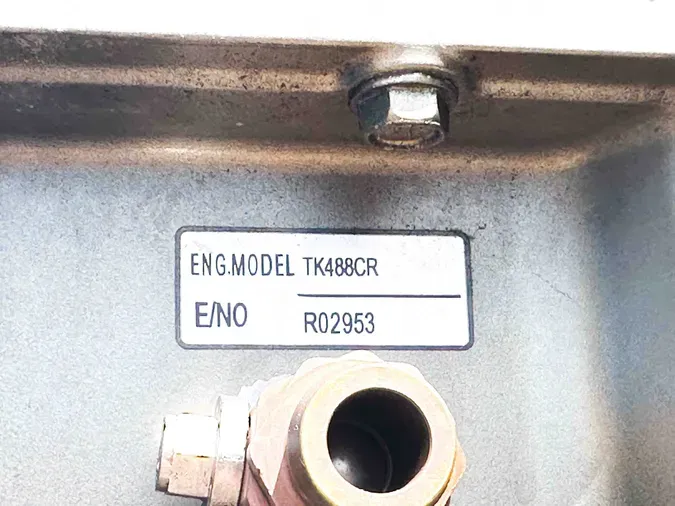 ENG.MODEL TK488CR
E/NO R02953